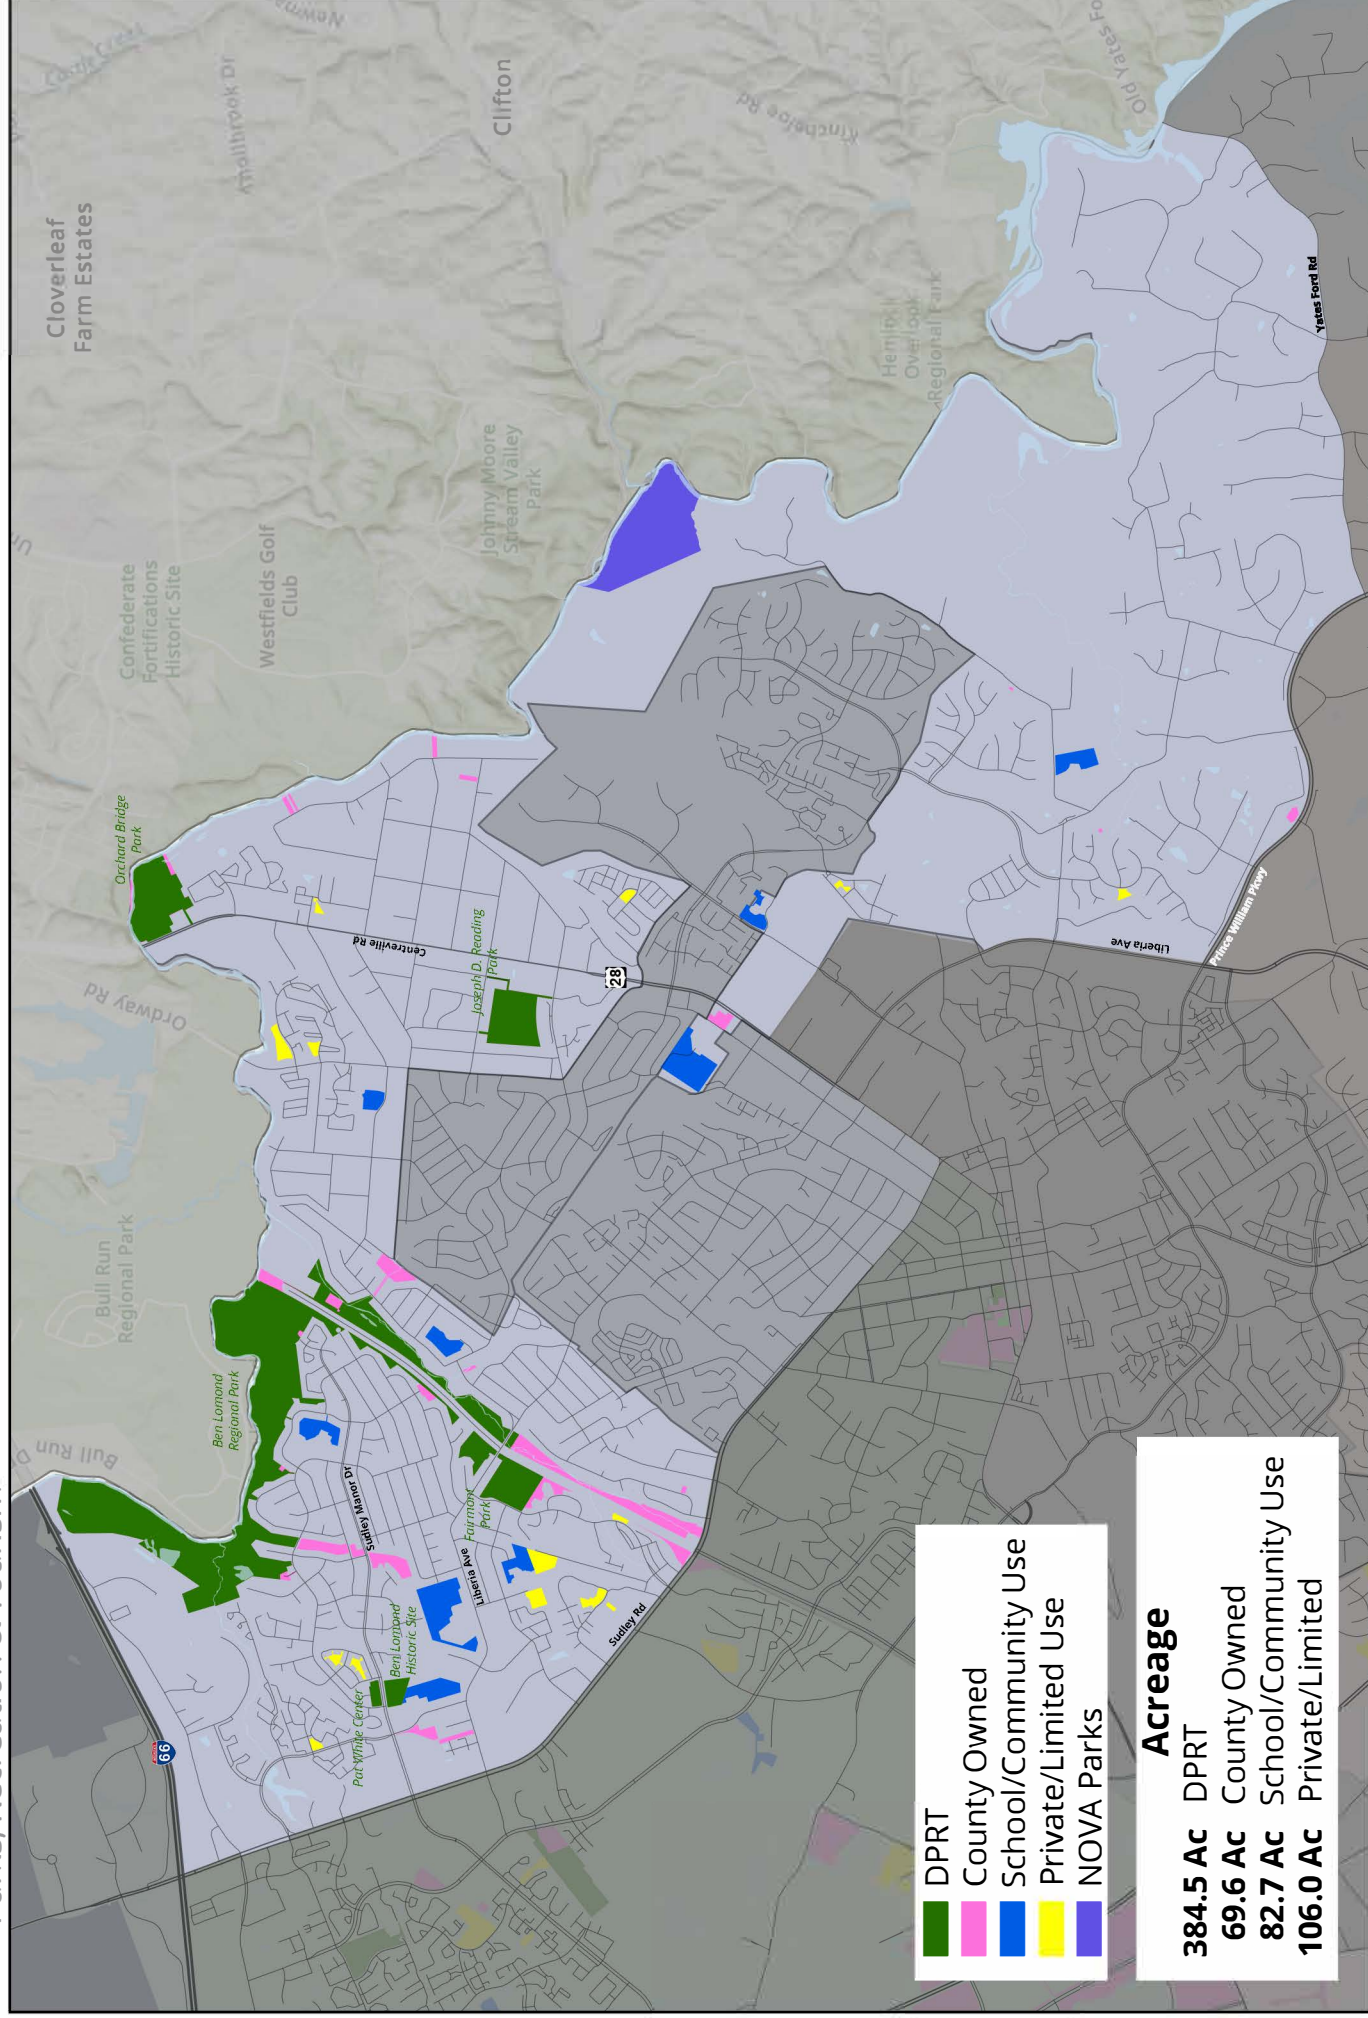 Cloverleaf
Farm Estates
Clifton
Confederate
Fortifications
Historic Site
Westfields Golf
Club
Johnny Moore
Stream Valley
Park
Kincheloe Rd
Old Yates Fo
Overlook
Regional Park
Yates Ford Rd
Orchard Bridge
Park
Ordway Rd
Centreville Rd
Joseph D. Reading
Park
28
Liberia Ave
Prince William Pkwy
Bull Run
Regional Park
Ben Lomond
Regional Park
Bull Run D
Sudley Manor Dr
Fairmont
Park
Liberia Ave
Ben Lomond
Historic Site
Pat White Center
Sudley Rd
66
DPRT
County Owned
School/Community Use
Private/Limited Use
NOVA Parks
Acreage
384.5 Ac DPRT
69.6 Ac County Owned
82.7 Ac School/Community Use
106.0 Ac Private/Limited